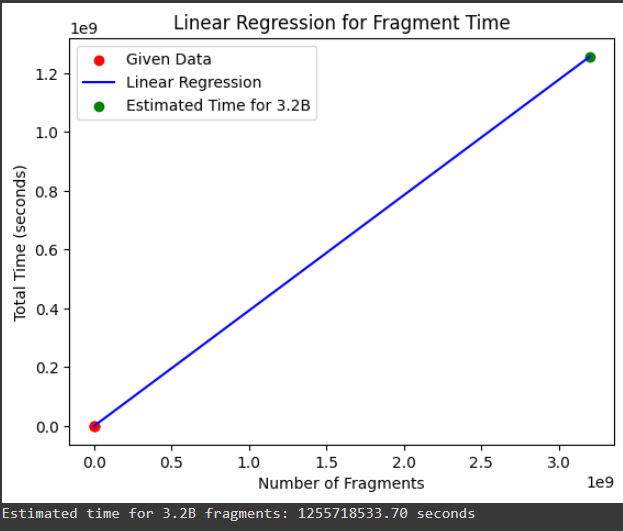 Linear Regression for Fragment Time
1e9
Given Data
Linear Regression
Estimated Time for 3.2B
1.2
1.0
0.8
0.6
0.4
0.2
0.0
Total Time (seconds)
0.0 0.5 1.0 1.5 2.0 2.5 3.0
1e9
Number of Fragments
Estimated time for 3.2B fragments: 1255718533.70 seconds